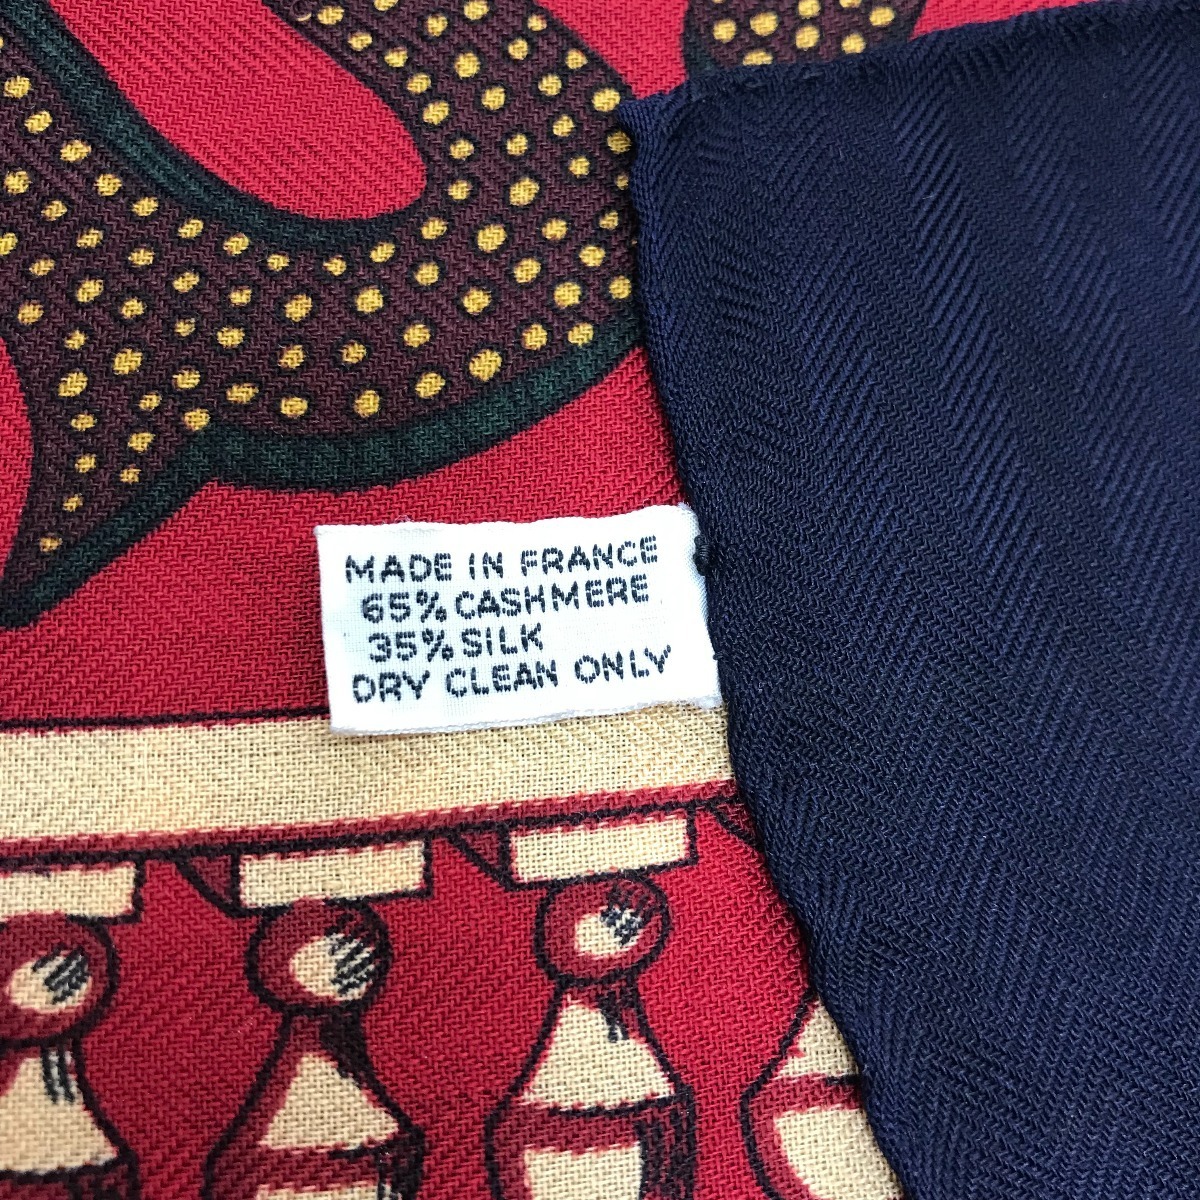 MADE IN FRANCE
65% CASHMERE
35% SILK
DRY CLEAN ONLY